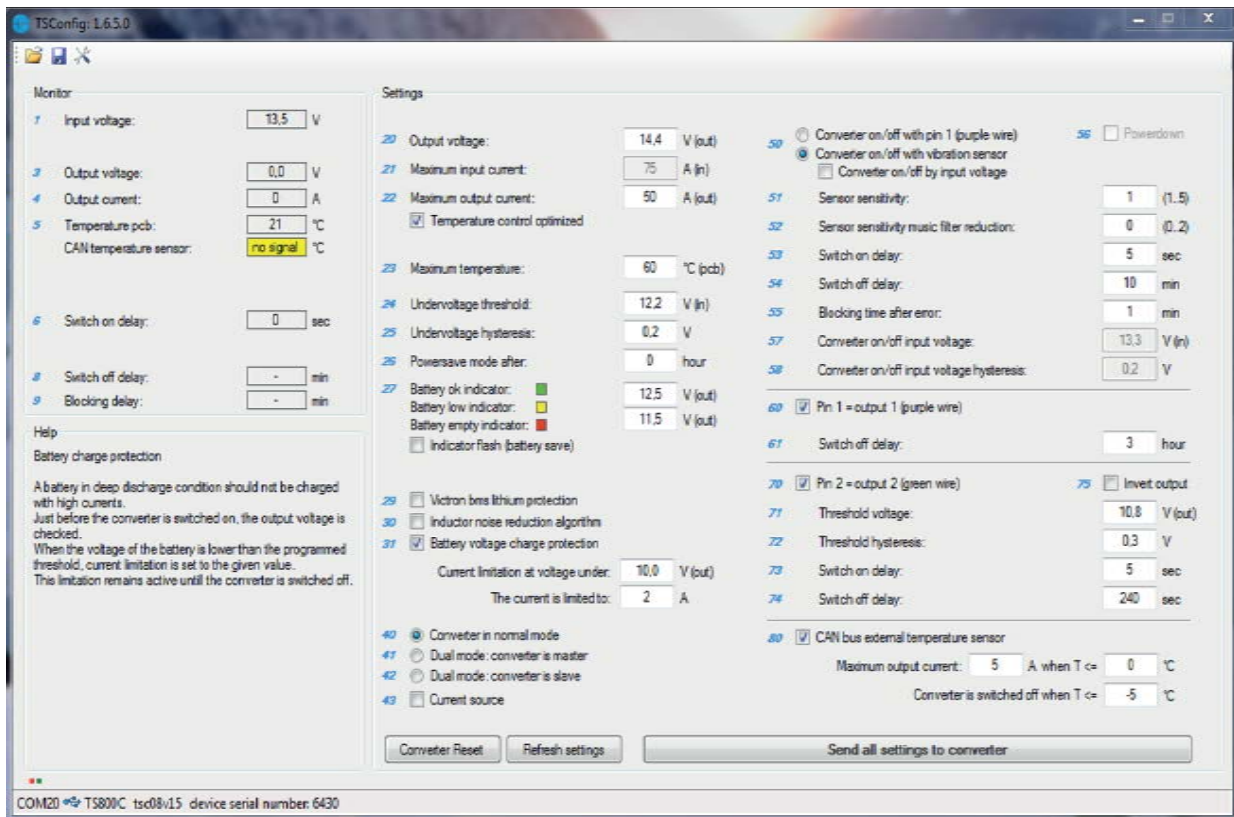 TSConfig: 1.6.5.0
Monitor
1 Input voltage: 13,5 V
3 Output voltage: 0,0 V
4 Output current: 0 A
5 Temperature pcb: 21 °C
CAN temperature sensor: no signal °C
6 Switch on delay: 0 sec
8 Switch off delay: - min
9 Blocking delay: - min
Help
Battery charge protection
A battery in deep discharge condition should not be charged
with high currents.
Just before the converter is switched on, the output voltage is
checked.
When the voltage of the battery is lower than the programmed
threshold, current limitation is set to the given value.
This limitation remains active until the converter is switched off.
Settings
20 Output voltage: 14,4 V (out)
21 Maximum input current: 75 A (in)
22 Maximum output current: 50 A (out)
Temperature control optimized
23 Maximum temperature: 60 °C (pcb)
24 Undervoltage threshold: 12,2 V (in)
25 Undervoltage hysteresis: 0,2 V
26 Powersave mode after: 0 hour
27 Battery ok indicator: 12,5 V (out)
Battery low indicator:
Battery empty indicator: 11,5 V (out)
Indicator flash (battery save)
29 Victron bms lithium protection
30 Inductor noise reduction algorithm
31 Battery voltage charge protection
Current limitation at voltage under: 10,0 V (out)
The current is limited to: 2 A
40 Converter in normal mode
41 Dual mode: converter is master
42 Dual mode: converter is slave
43 Current source
Converter Reset Refresh settings
50 Converter on/off with pin 1 (purple wire) 56 Powerdown
Converter on/off with vibration sensor
Converter on/off by input voltage
51 Sensor sensitivity: 1 (1..5)
52 Sensor sensitivity music filter reduction: 0 (0..2)
53 Switch on delay: 5 sec
54 Switch off delay: 10 min
55 Blocking time after error: 1 min
57 Converter on/off input voltage: 13,3 V (in)
58 Converter on/off input voltage hysteresis: 0,2 V
60 Pin 1 = output 1 (purple wire)
61 Switch off delay: 3 hour
70 Pin 2 = output 2 (green wire) 75 Invert output
71 Threshold voltage: 10,8 V (out)
72 Threshold hysteresis: 0,3 V
73 Switch on delay: 5 sec
74 Switch off delay: 240 sec
80 CAN bus external temperature sensor
Maximum output current: 5 A when T <= 0 °C
Converter is switched off when T <= -5 °C
Send all settings to converter
COM20 TS800C tsc08v15 device serial number: 6430